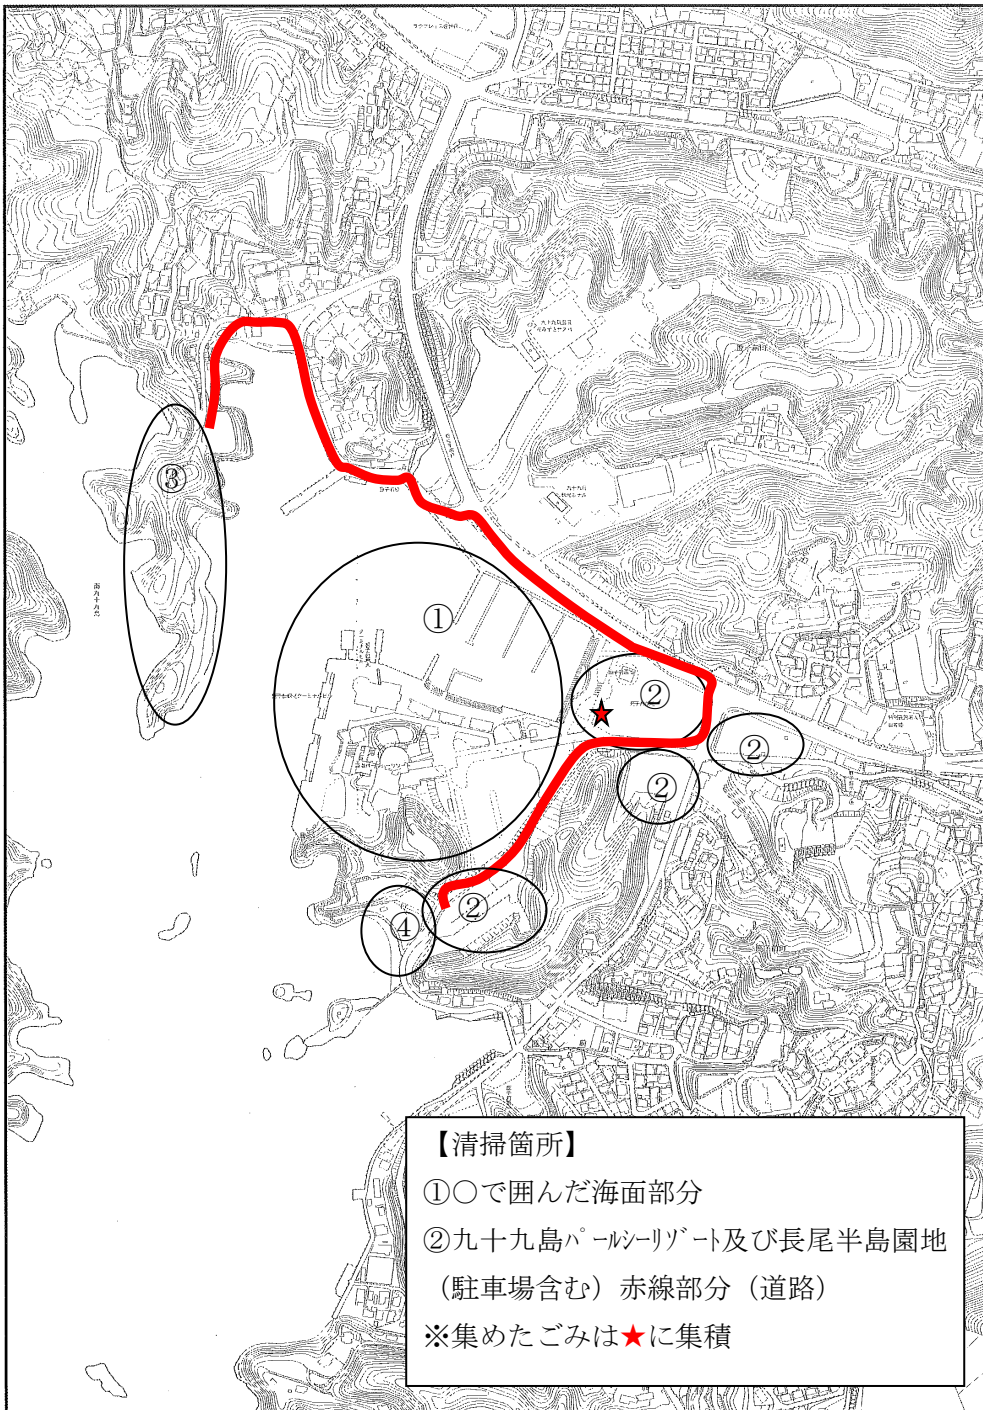 ③
①
②
②
②
②
④
【清掃箇所】
①○で囲んだ海面部分
②九十九島ﾊﾟｰﾙｼｰﾘｿﾞｰﾄ及び長尾半島園地
（駐車場含む）赤線部分（道路）
※集めたごみは★に集積